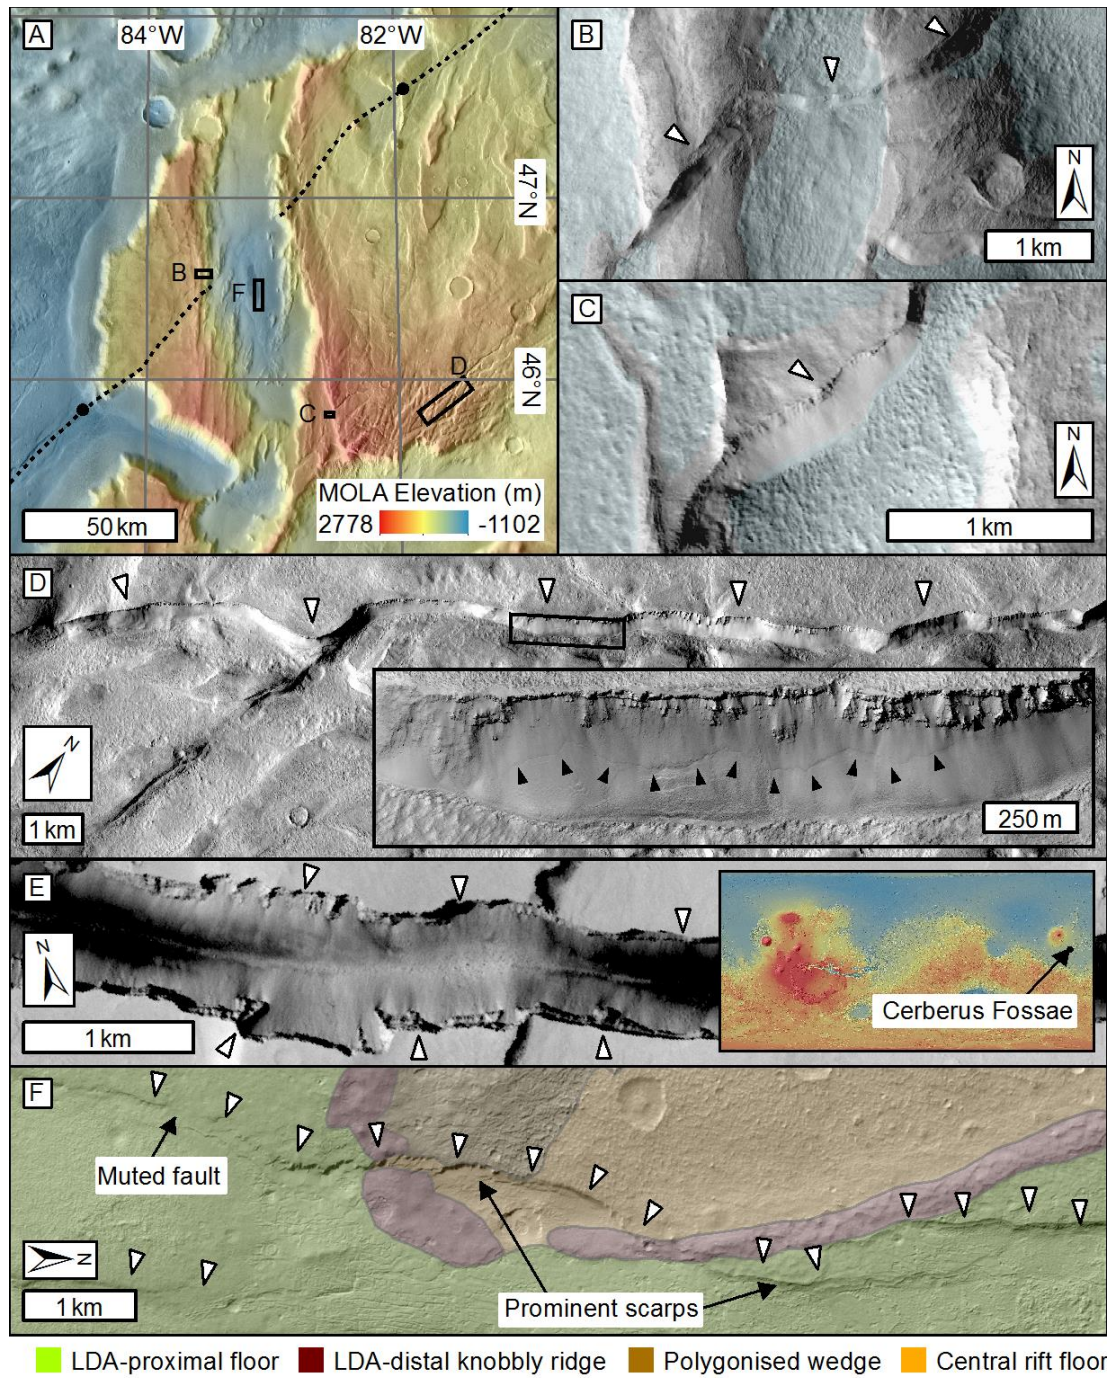 A
84°W
82°W
47°N
46°N
B
F
D
C
MOLA Elevation (m)
2778
-1102
50 km
B
N
1 km
C
N
1 km
D
N
1 km
250 m
E
N
1 km
Cerberus Fossae
F
Muted fault
N
1 km
Prominent scarps
LDA-proximal floor
LDA-distal knobbly ridge
Polygonised wedge
Central rift floor